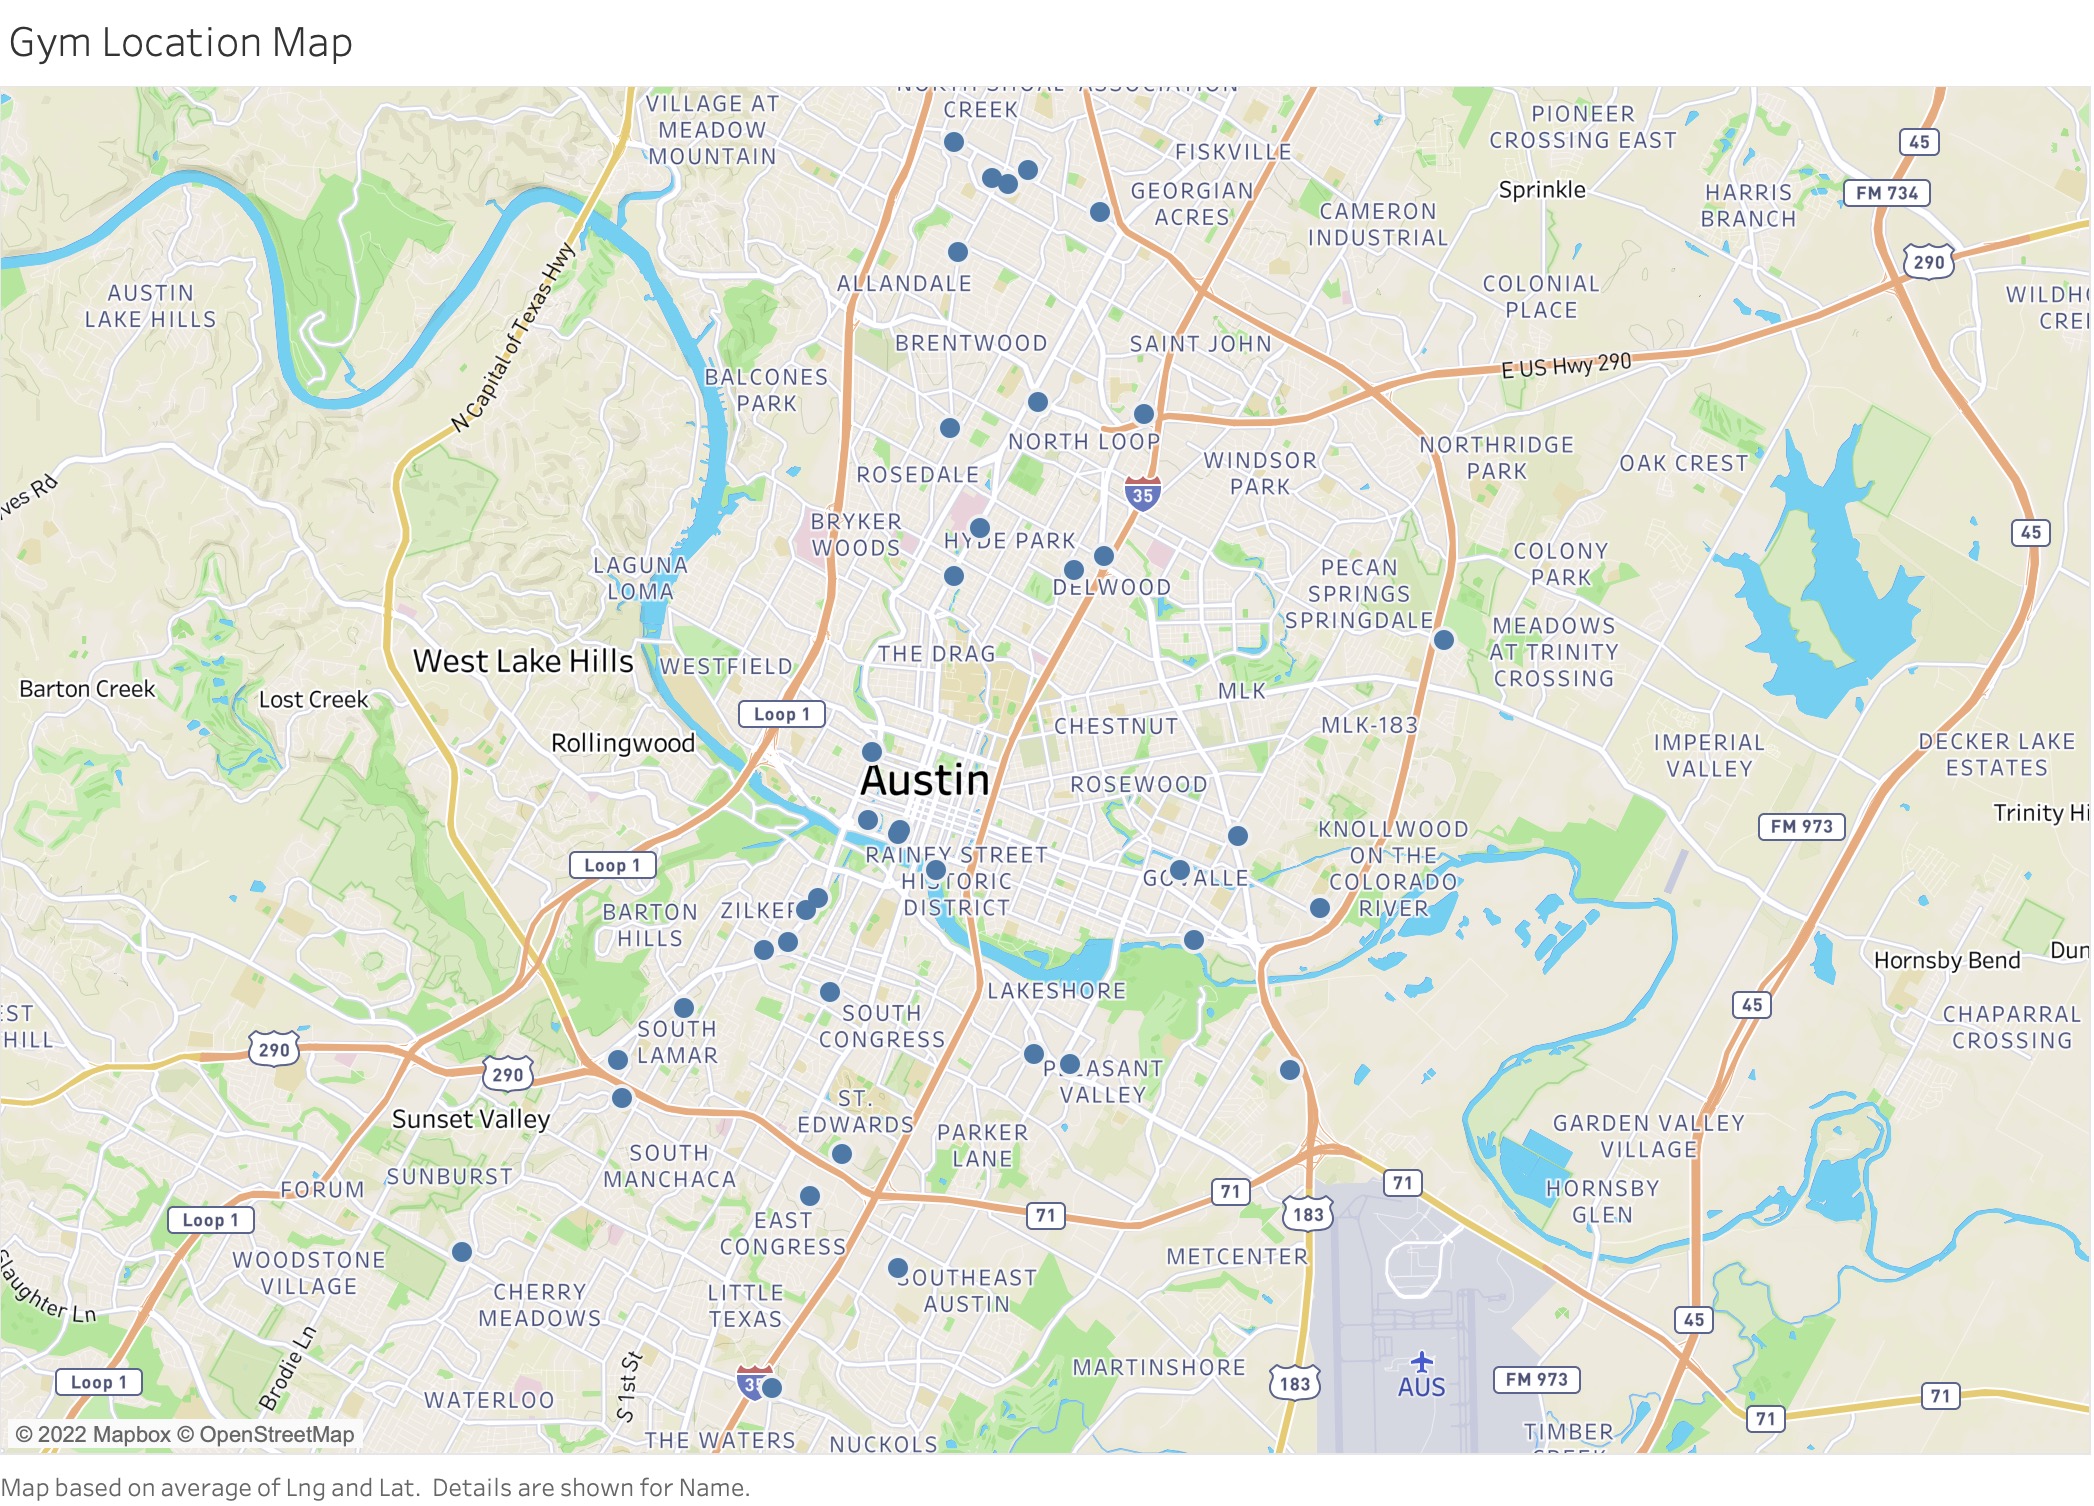 Gym Location Map
NORTH SHOAL
CREEK
ASSOCIATION
VILLAGE AT
MEADOW
MOUNTAIN
PIONEER
CROSSING EAST
45
FISKVILLE
GEORGIAN
ACRES
CAMERON
INDUSTRIAL
Sprinkle
HARRIS
BRANCH
FM 734
290
AUSTIN
LAKE HILLS
N Capital of Texas Hwy
ALLANDALE
COLONIAL
PLACE
BRENTWOOD
SAINT JOHN
E US Hwy 290
BALCONES
PARK
NORTH LOOP
ROSEDALE
WINDSOR
PARK
NORTHRIDGE
PARK
OAK CREST
35
45
BRYKER
WOODS
HYDE PARK
DELWOOD
LAGUNA
LOMA
PECAN
SPRINGS
SPRINGDALE
COLONY
PARK
MEADOWS
AT TRINITY
CROSSING
West Lake Hills
WESTFIELD
THE DRAG
Barton Creek
Lost Creek
MLK
Loop 1
CHESTNUT
MLK-183
Rollingwood
IMPERIAL
VALLEY
DECKER LAKE
ESTATES
Austin
ROSEWOOD
Trinity Hi
FM 973
KNOLLWOOD
ON THE
COLORADO
RIVER
Loop 1
RAINEY STREET
HISTORIC
DISTRICT
GOVALLE
BARTON
HILLS
ZILKER
Hornsby Bend
Dun
LAKESHORE
45
SOUTH
CONGRESS
CHAPARRAL
CROSSING
EST
HILL
290
SOUTH
LAMAR
290
PLEASANT
VALLEY
Sunset Valley
ST.
EDWARDS
PARKER
LANE
GARDEN VALLEY
VILLAGE
SOUTH
MANCHACA
SUNBURST
FORUM
71
71
71
183
HORNSBY
GLEN
Loop 1
EAST
CONGRESS
WOODSTONE
VILLAGE
METCENTER
Slaughter Ln
CHERRY
MEADOWS
LITTLE
TEXAS
SOUTHEAST
AUSTIN
45
Brodie Ln
S 1st St
MARTINSHORE
AUS
Loop 1
35
183
FM 973
71
71
WATERLOO
THE WATERS
NUCKOLS
TIMBER
CREEK
© 2022 Mapbox © OpenStreetMap
Map based on average of Lng and Lat.  Details are shown for Name.